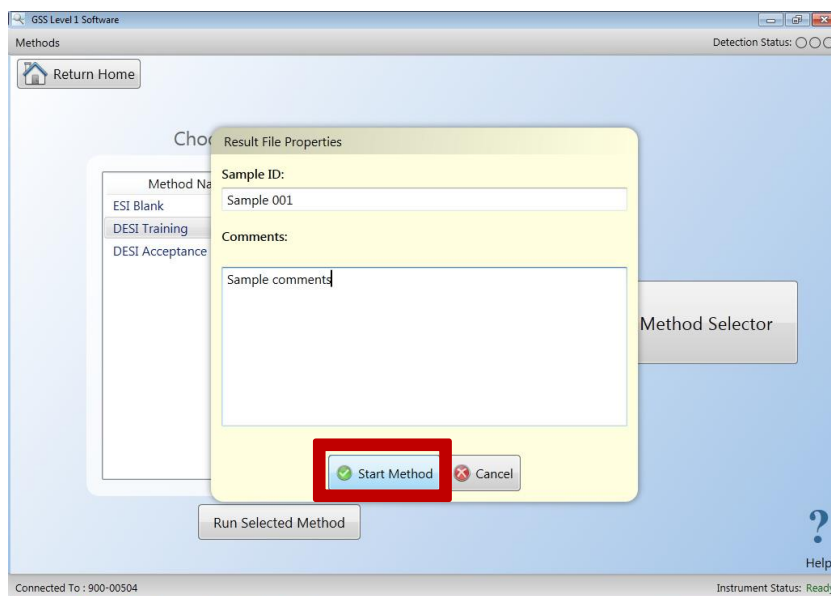 GSS Level 1 Software
Methods
Detection Status:
Return Home
Result File Properties
Sample ID:
Sample 001
Method
ESI Blank
DESI Training
DESI Acceptance
Comments:
Sample comments
Method Selector
Start Method
Cancel
Run Selected Method
?
Help
Connected To : 900-00504
Instrument Status: Ready